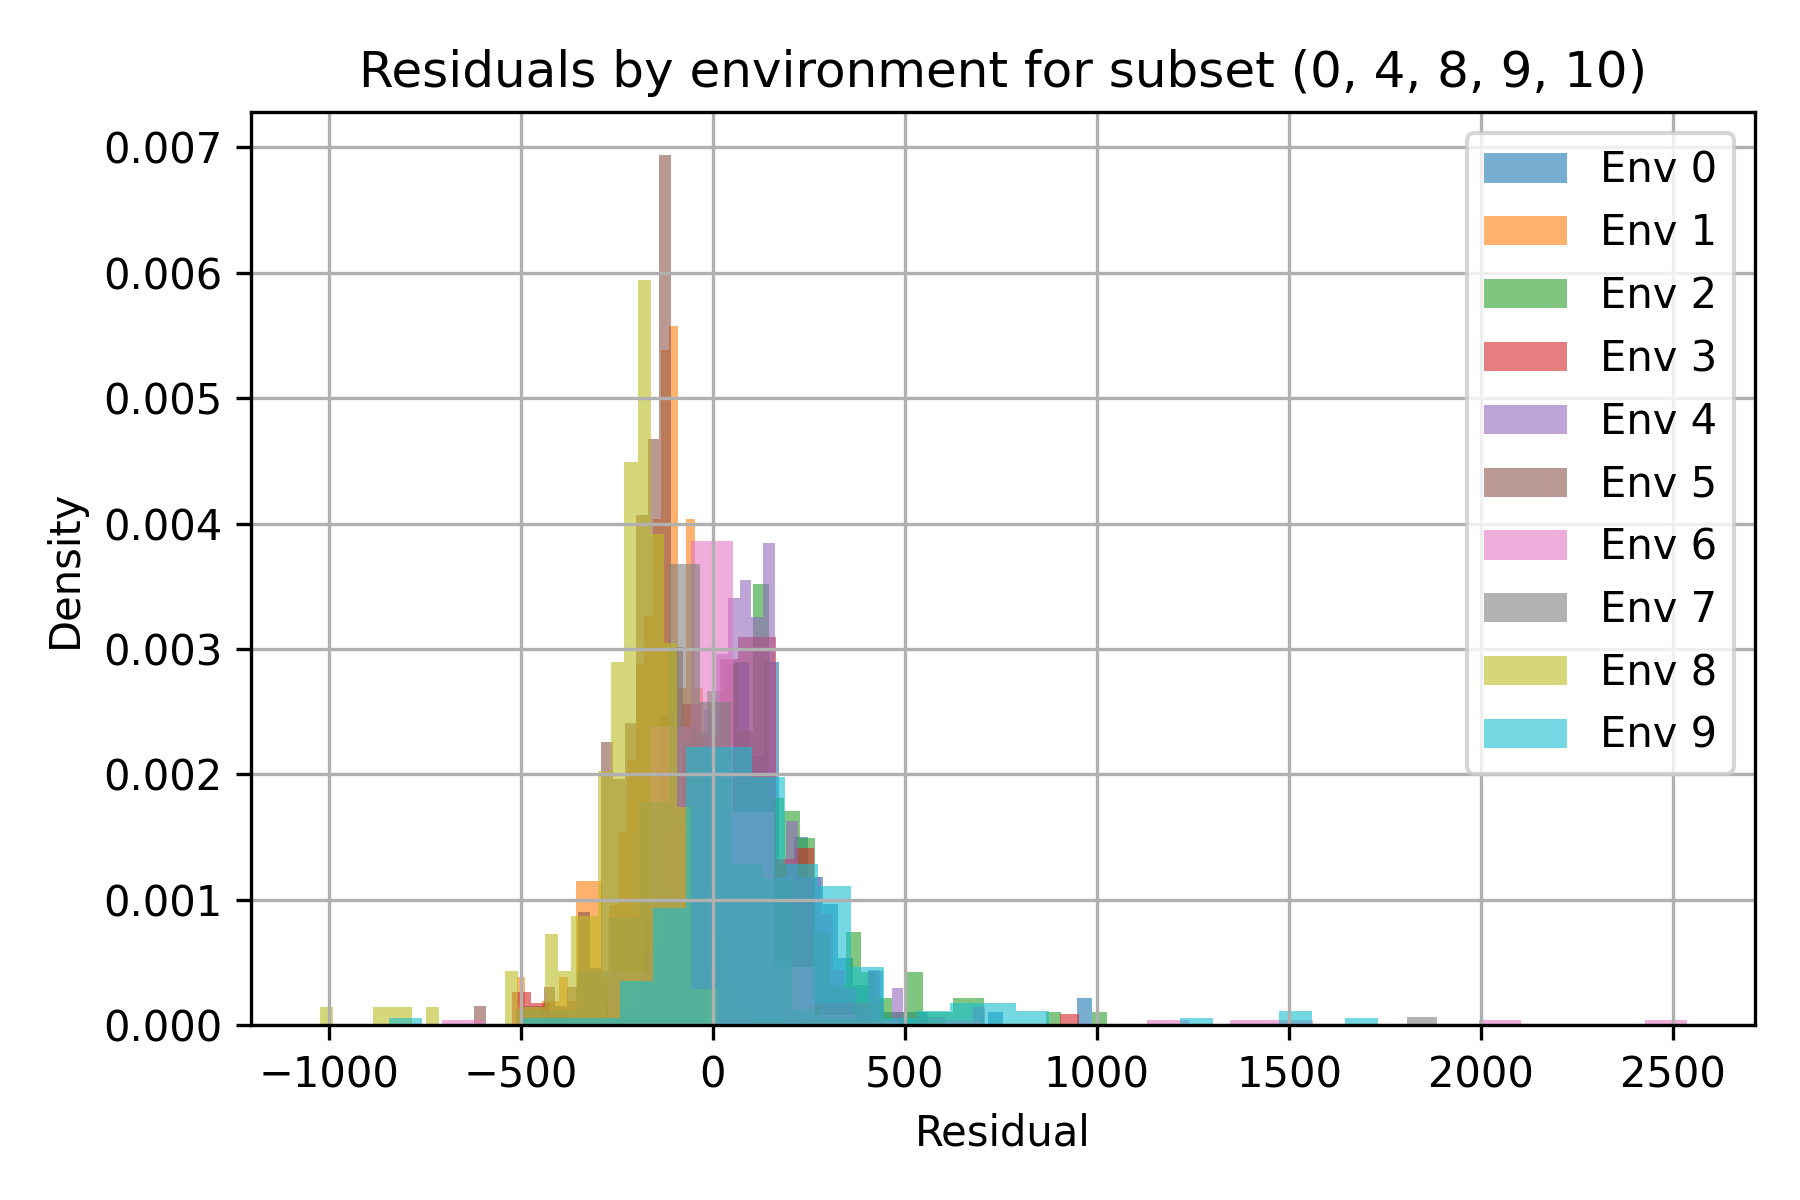 Residuals by environment for subset (0, 4, 8, 9, 10)
0.007
0.006
0.005
0.004
0.003
0.002
0.001
0.000
Density
−1000
−500
0
500
1000
1500
2000
2500
Residual
Env 0
Env 1
Env 2
Env 3
Env 4
Env 5
Env 6
Env 7
Env 8
Env 9